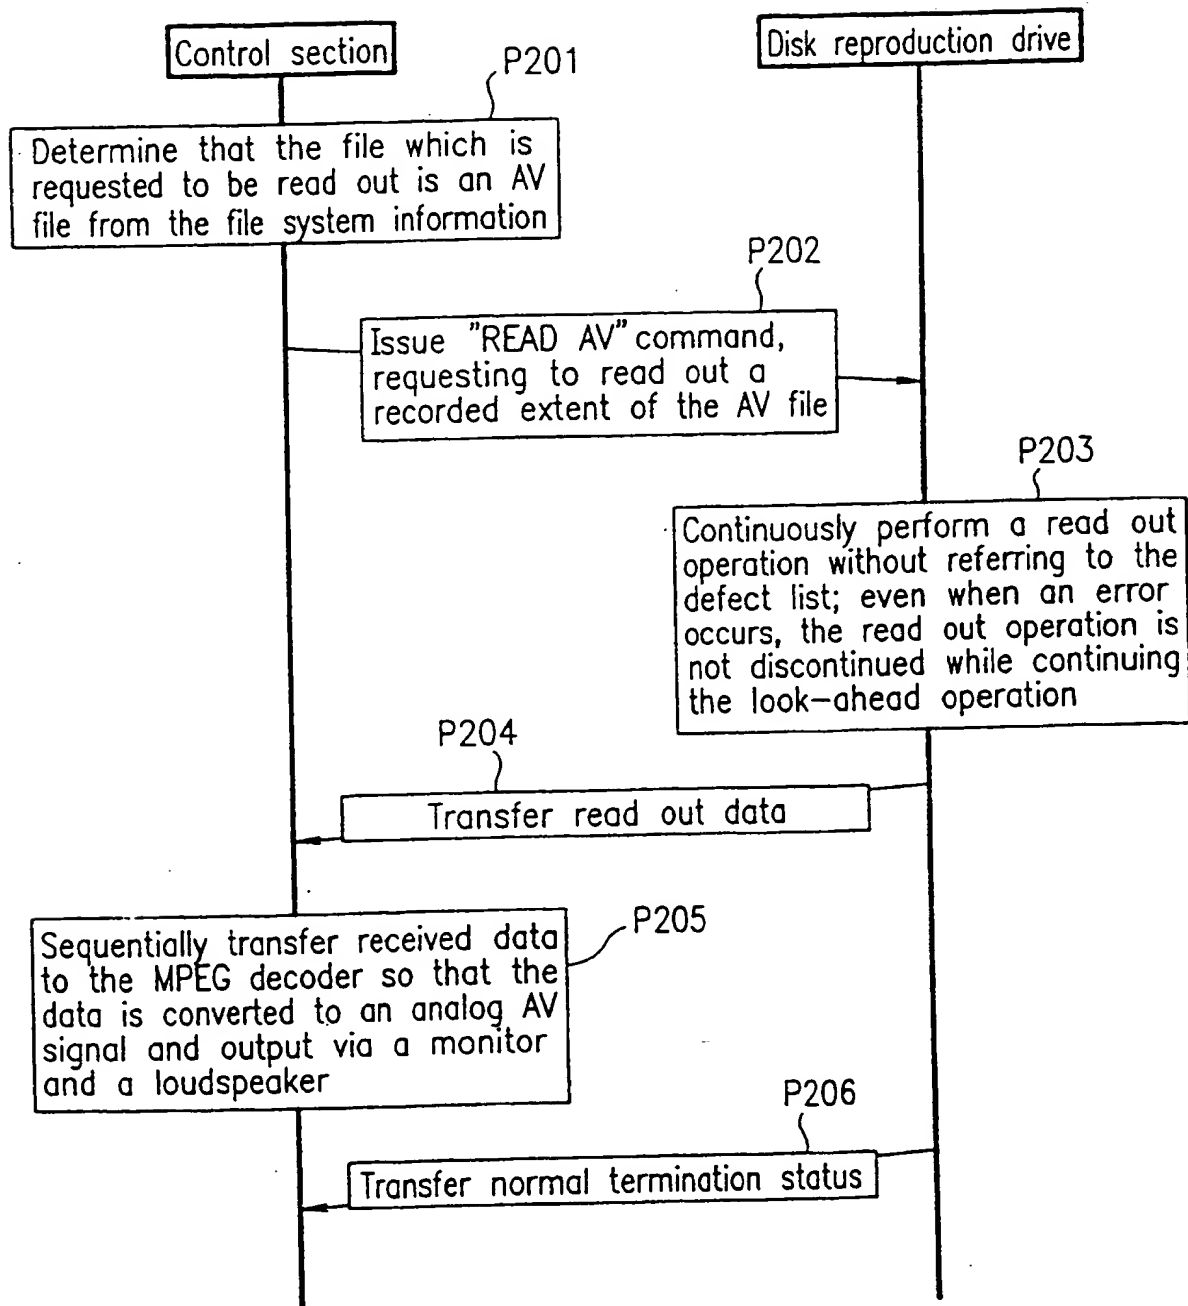 Control section
Disk reproduction drive
P201
Determine that the file which is
requested to be read out is an AV
file from the file system information
P202
Issue "READ AV" command,
requesting to read out a
recorded extent of the AV file
P203
Continuously perform a read out
operation without referring to the
defect list; even when an error
occurs, the read out operation is
not discontinued while continuing
the look-ahead operation
P204
Transfer read out data
P205
Sequentially transfer received data
to the MPEG decoder so that the
data is converted to an analog AV
signal and output via a monitor
and a loudspeaker
P206
Transfer normal termination status